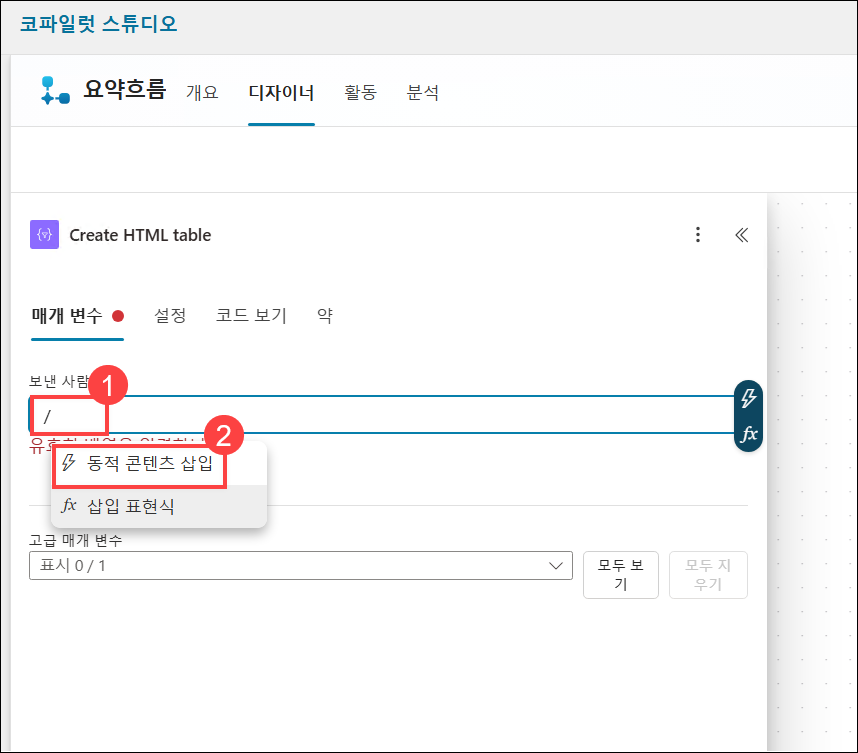 코파일럿 스튜디오
요약흐름 개요 디자이너 활동 분석
Create HTML table
매개 변수 설정 코드 보기 약
보낸 사람
1
/
fx
2
동적 콘텐츠 삽입
fx 삽입 표현식
고급 매개 변수
표시 0 / 1
모두 보
기
모두 지
우기